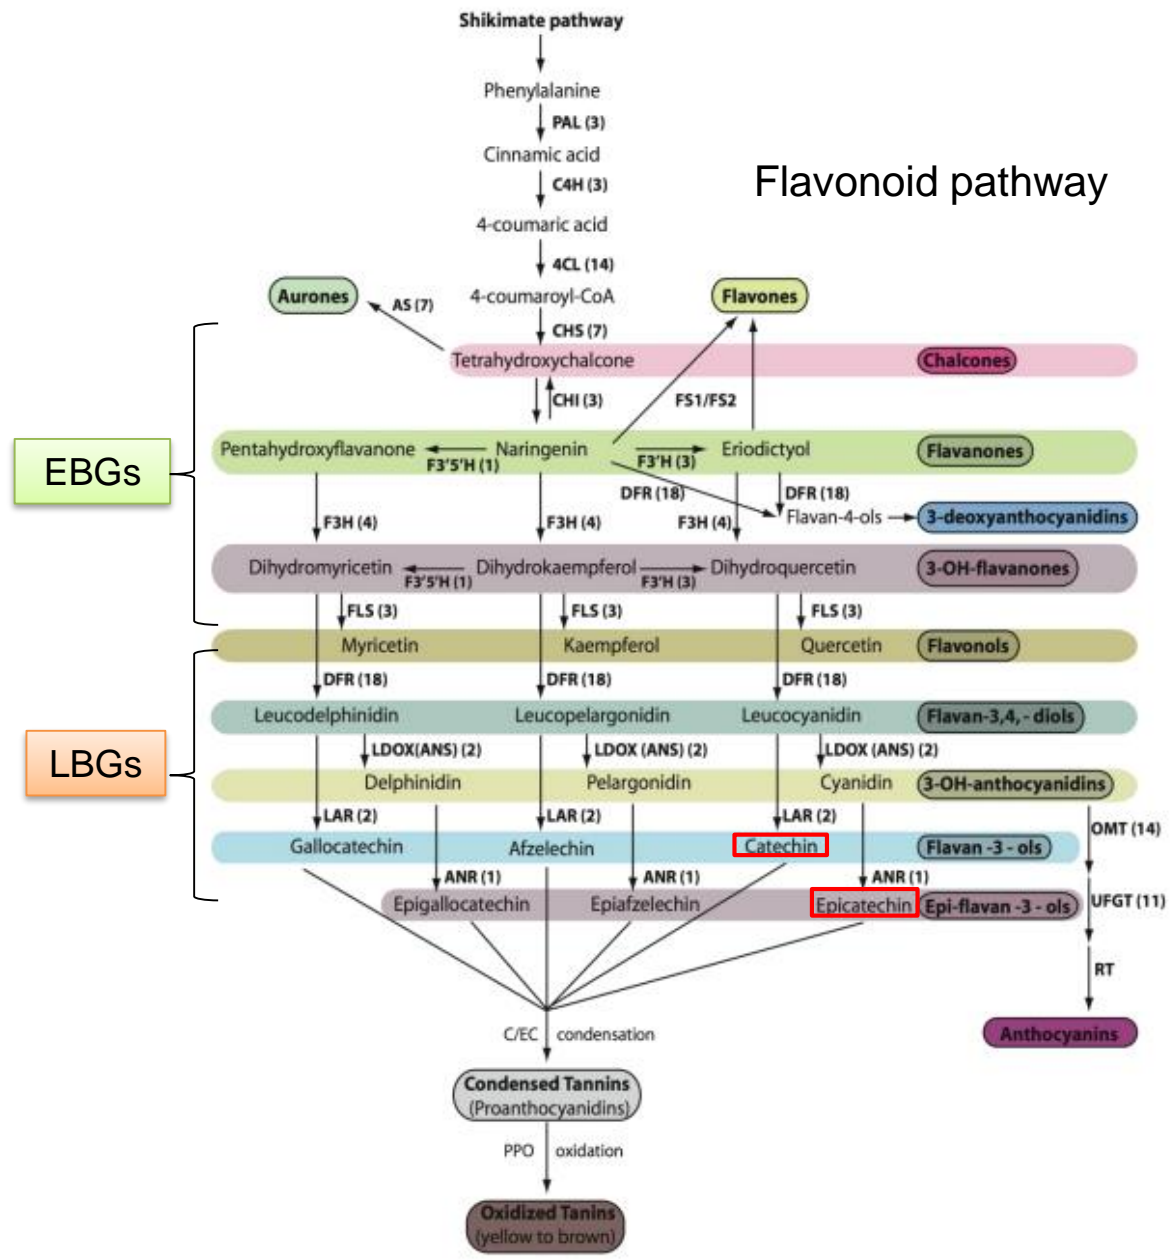 Shikimate pathway
Phenylalanine
PAL (3)
Cinnamic acid
C4H (3)
Flavonoid pathway
4-coumaric acid
4CL (14)
Aurones
AS (7)
4-coumaroyl-CoA
Flavones
CHS (7)
Tetrahydroxychalcone
Chalcones
CHI (3)
FS1/FS2
EBGs
Pentahydroxyflavanone
F3'5'H (1)
Naringenin
F3'H (3)
Eriodictyol
Flavanones
DFR (18)
DFR (18)
F3H (4)
F3H (4)
F3H (4)
Flavan-4-ols
3-deoxyanthocyanidins
Dihydromyricetin
F3'5'H (1)
Dihydrokaempferol
F3'H (3)
Dihydroquercetin
3-OH-flavanones
FLS (3)
FLS (3)
FLS (3)
Myricetin
Kaempferol
Quercetin
Flavonols
DFR (18)
DFR (18)
DFR (18)
Leucodelphinidin
Leucopelargonidin
Leucocyanidin
Flavan-3,4,- diols
LBGs
LDOX(ANS) (2)
LDOX (ANS) (2)
LDOX (ANS) (2)
Delphinidin
Pelargonidin
Cyanidin
3-OH-anthocyanidins
LAR (2)
LAR (2)
LAR (2)
OMT (14)
Gallocatechin
Afzelechin
Catechin
Flavan -3 - ols
ANR (1)
ANR (1)
ANR (1)
Epigallocatechin
Epiafzelechin
Epicatechin
Epi-flavan -3 - ols
UFGT (11)
RT
C/EC condensation
Anthocyanins
Condensed Tannins
(Proanthocyanidins)
PPO oxidation
Oxidized Tanins
(yellow to brown)